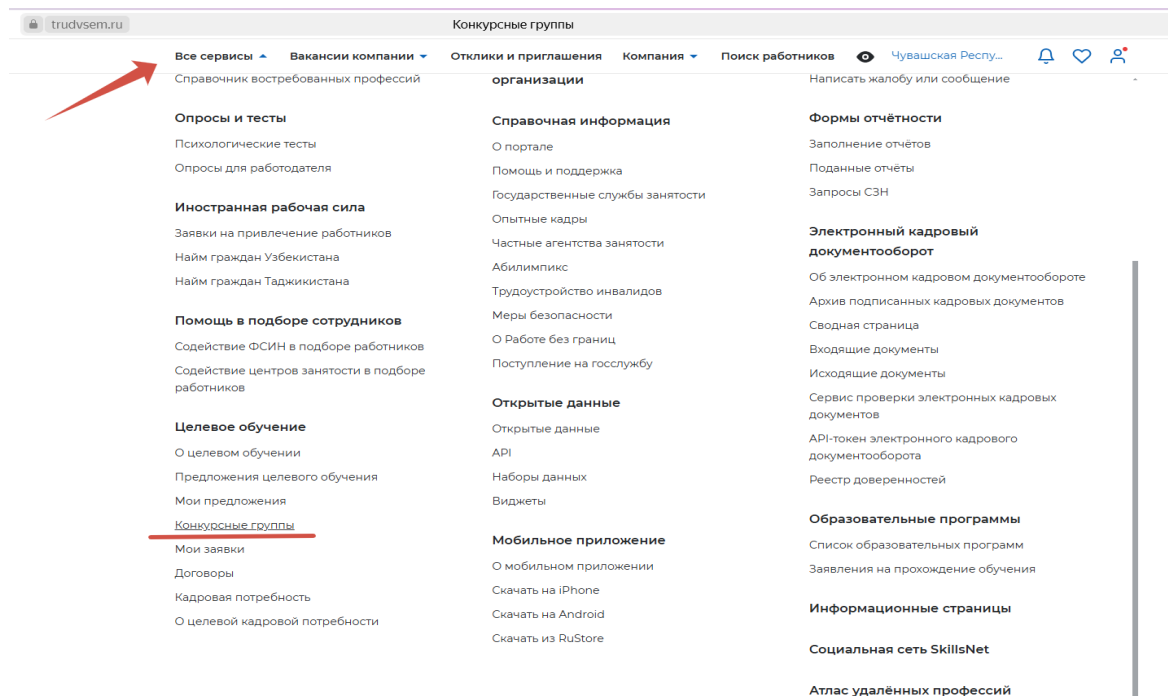 trudvsem.ru
Конкурсные группы
Все сервисы
Вакансии компании
Отклики и приглашения
Компания
Поиск работников
Чувашская Респу...
Справочник востребованных профессий
Опросы и тесты
Психологические тесты
Опросы для работодателя
Иностранная рабочая сила
Заявки на привлечение работников
Найм граждан Узбекистана
Найм граждан Таджикистана
Помощь в подборе сотрудников
Содействие ФСИН в подборе работников
Содействие центров занятости в подборе
работников
Целевое обучение
О целевом обучении
Предложения целевого обучения
Мои предложения
Конкурсные группы
Мои заявки
Договоры
Кадровая потребность
О целевой кадровой потребности
организации
Справочная информация
О портале
Помощь и поддержка
Государственные службы занятости
Опытные кадры
Частные агентства занятости
Абилимпикс
Трудоустройство инвалидов
Меры безопасности
О Работе без границ
Поступление на госслужбу
Открытые данные
Открытые данные
API
Наборы данных
Виджеты
Мобильное приложение
О мобильном приложении
Скачать на iPhone
Скачать на Android
Скачать из RuStore
Написать жалобу или сообщение
Формы отчётности
Заполнение отчётов
Поданные отчёты
Запросы СЗН
Электронный кадровый
документооборот
Об электронном кадровом документообороте
Архив подписанных кадровых документов
Сводная страница
Входящие документы
Исходящие документы
Сервис проверки электронных кадровых
документов
API-токен электронного кадрового
документооборота
Реестр доверенностей
Образовательные программы
Список образовательных программ
Заявления на прохождение обучения
Информационные страницы
Социальная сеть SkillsNet
Атлас удалённых профессий